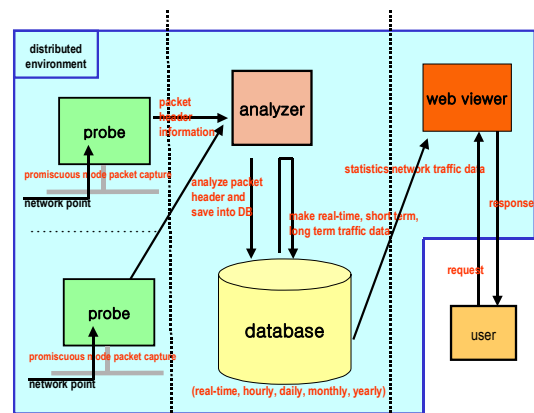 distributed
environment
probe
promiscuous mode packet capture
network point
packet
header
information
analyzer
web viewer
statistics network traffic data
analyze packet
header and
save into DB
make real-time, short term,
long term traffic data
response
request
probe
promiscuous mode packet capture
network point
database
(real-time, hourly, daily, monthly, yearly)
user